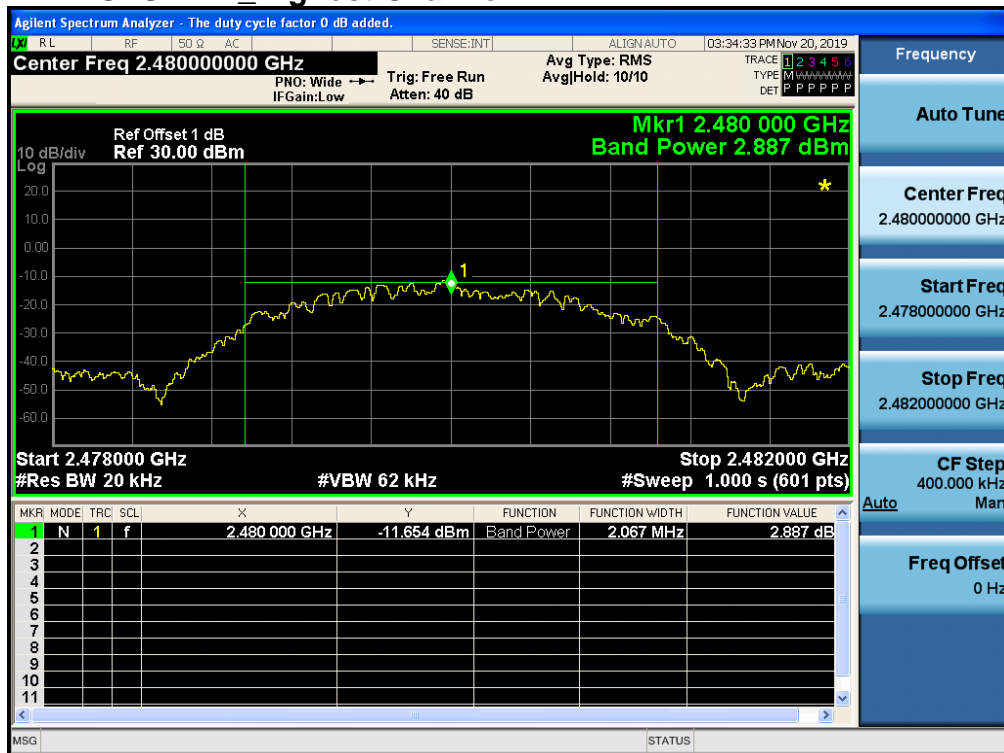 Agilent Spectrum Analyzer - The duty cycle factor 0 dB added.
LXI RL RF 50 Ω AC SENSE:INT ALIGN AUTO 03:34:33 PM Nov 20, 2019
Center Freq 2.480000000 GHz
PNO: Wide
IFGain:Low
Trig: Free Run
Atten: 40 dB
Avg Type: RMS
Avg|Hold: 10/10
TRACE 1 2 3 4 5 6
TYPE M
DET P P P P P P
Mkr1 2.480 000 GHz
Band Power 2.887 dBm
Ref Offset 1 dB
Ref 30.00 dBm
10 dB/div
Log
20.0
10.0
0.00
-10.0
-20.0
-30.0
-40.0
-50.0
-60.0
1
*
Start 2.478000 GHz
Stop 2.482000 GHz
#Res BW 20 kHz
#VBW 62 kHz
#Sweep 1.000 s (601 pts)
MKR MODE TRC SCL X Y FUNCTION FUNCTION WIDTH FUNCTION VALUE
1 N 1 f 2.480 000 GHz -11.654 dBm Band Power 2.067 MHz 2.887 dB
2
3
4
5
6
7
8
9
10
11
MSG
STATUS
Frequency
Auto Tune
Center Freq
2.480000000 GHz
Start Freq
2.478000000 GHz
Stop Freq
2.482000000 GHz
CF Step
400.000 kHz
Auto Man
Freq Offset
0 Hz